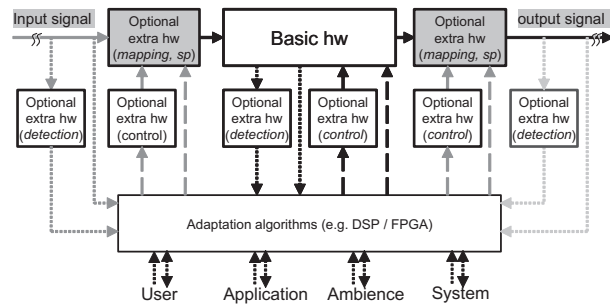 Input signal
Optional
extra hw
(mapping, sp)
Basic hw
Optional
extra hw
(mapping, sp)
output signal
Optional
extra hw
(detection)
Optional
extra hw
(control)
Optional
extra hw
(detection)
Optional
extra hw
(control)
Optional
extra hw
(control)
Optional
extra hw
(detection)
Adaptation algorithms (e.g. DSP / FPGA)
User
Application
Ambience
System